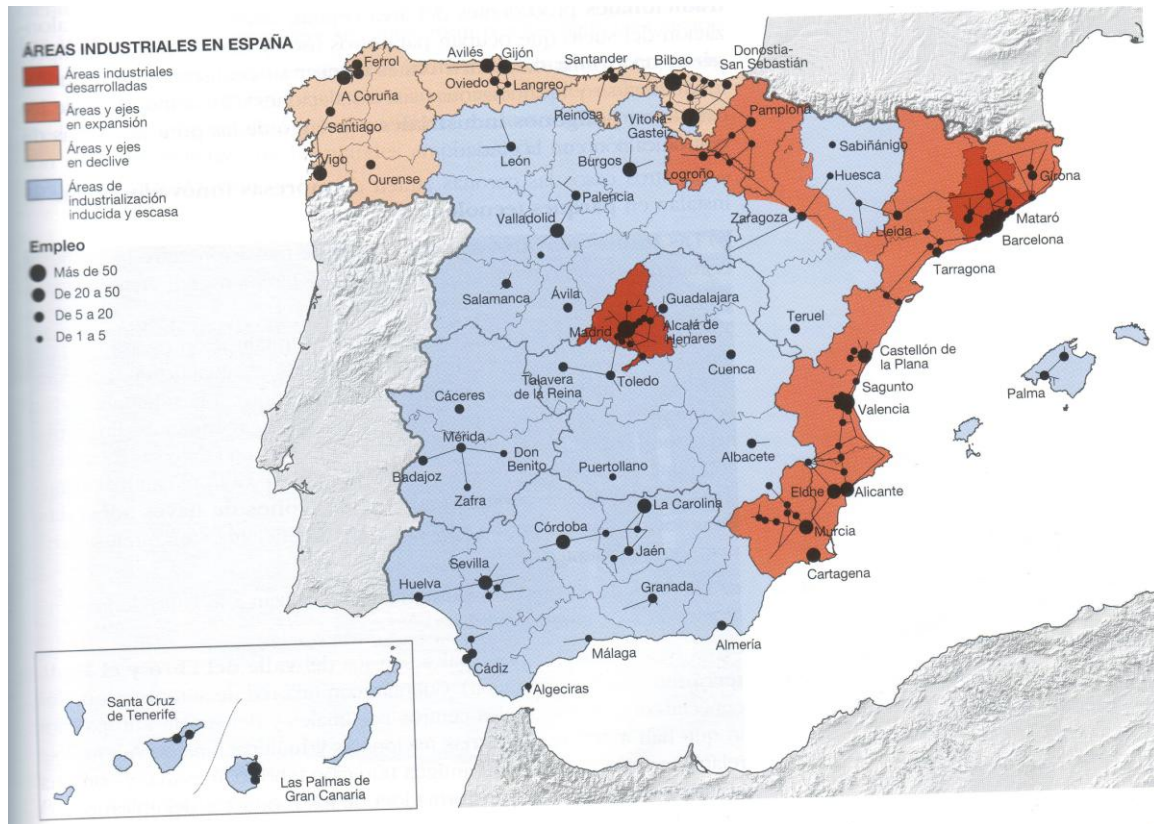 ÁREAS INDUSTRIALES EN ESPAÑA
Áreas industriales
desarrolladas
Áreas y ejes
en expansión
Áreas y ejes
en declive
Áreas de
industrialización
inducida y escasa
Empleo
Más de 50
De 20 a 50
De 5 a 20
De 1 a 5
Ferrol
A Coruña
Santiago
Vigo
Ourense
Avilés
Gijón
Oviedo
Langreo
Santander
Reinosa
Bilbao
Donostia-
San Sebastián
Vitoria-
Gasteiz
Pamplona
Logroño
Sabiñánigo
Huesca
Zaragoza
Lleida
Girona
Mataró
Barcelona
Tarragona
León
Burgos
Palencia
Valladolid
Salamanca
Ávila
Guadalajara
Madrid
Alcalá de
Henares
Teruel
Cuenca
Talavera
de la Reina
Toledo
Castellón de
la Plana
Sagunto
Valencia
Palma
Cáceres
Mérida
Don
Benito
Badajoz
Zafra
Puertollano
Albacete
Elche
Alicante
Murcia
Cartagena
La Carolina
Córdoba
Jaén
Sevilla
Huelva
Granada
Almería
Málaga
Cádiz
Algeciras
Santa Cruz
de Tenerife
Las Palmas de
Gran Canaria